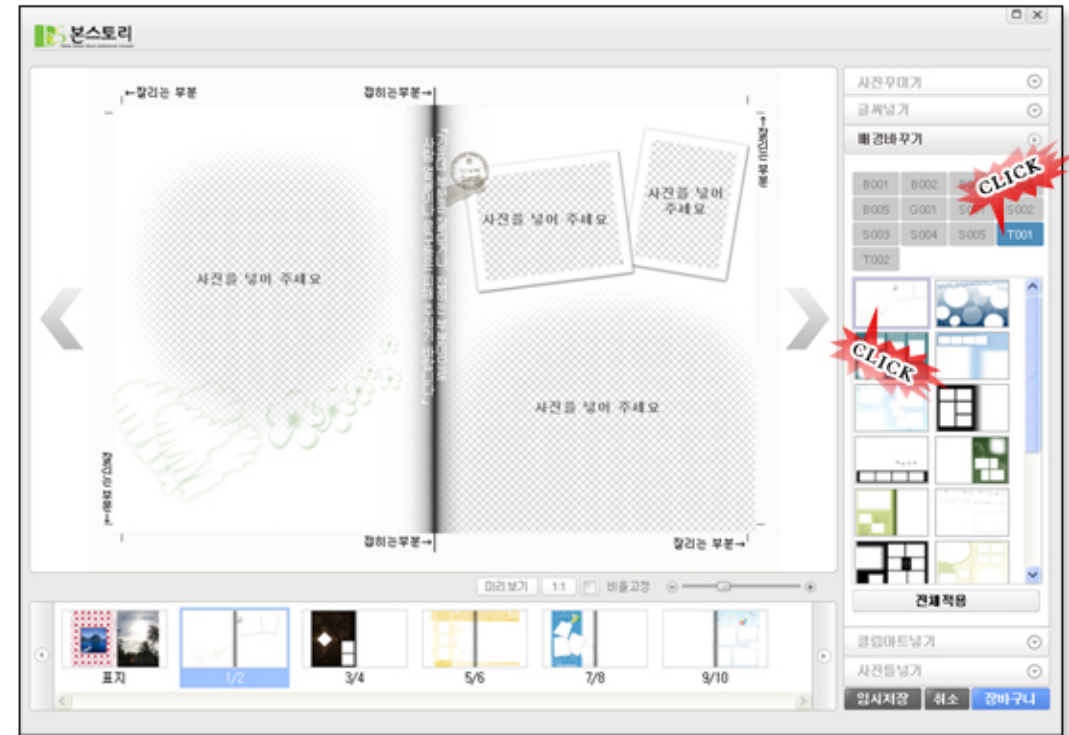 본스토리
←잘리는 부분
접히는부분→
↑잘리는 부분
사진을 넣어 주세요
사진을 넣어 주세요
사진을 넣어
주세요
사진을 넣어 주세요
잘리는 부분→
접히는부분→
잘리는 부분→
미리보기
1:1
비율고정
표지
1/2
3/4
5/6
7/8
9/10
사진꾸미기
글씨넣기
배경바꾸기
CLICK
B001 B002
B005 G001 S002
S003 S004 S005 T001
T002
CLICK
전체적용
클립아트넣기
사진틀넣기
임시저장 취소 장바구니